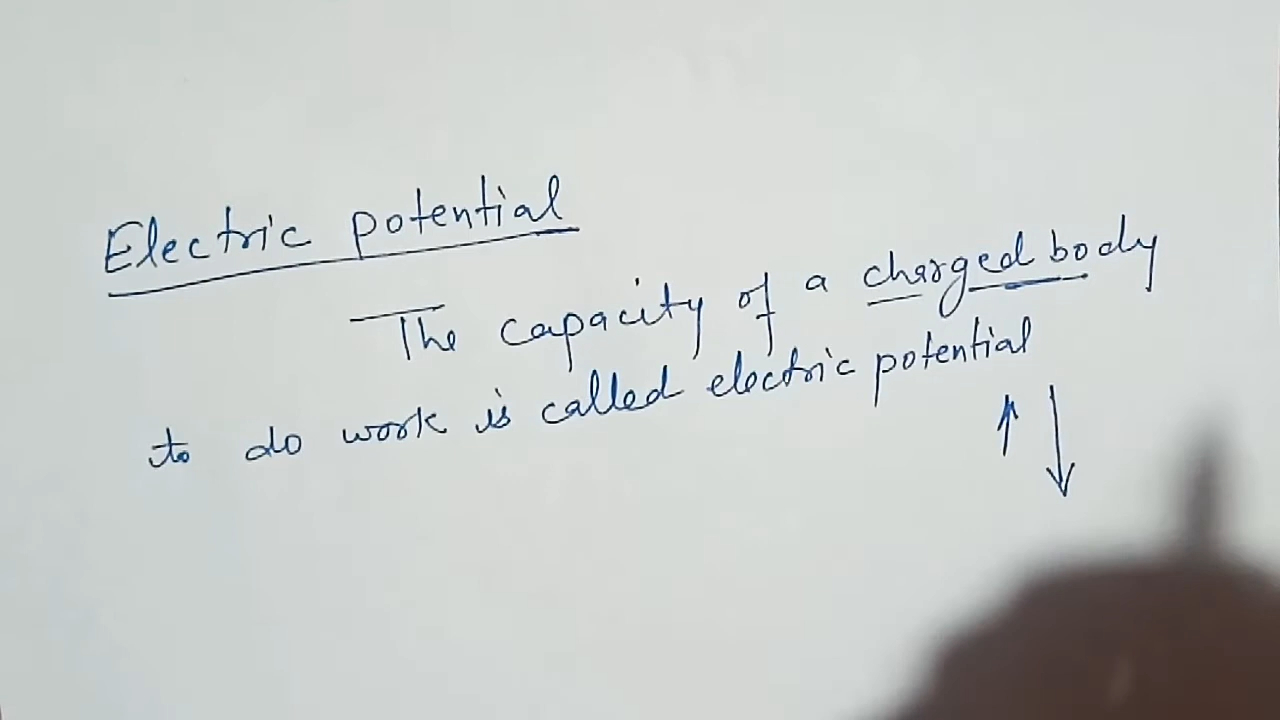 Electric potential
The capacity of a charged body
to do work is called electric potential